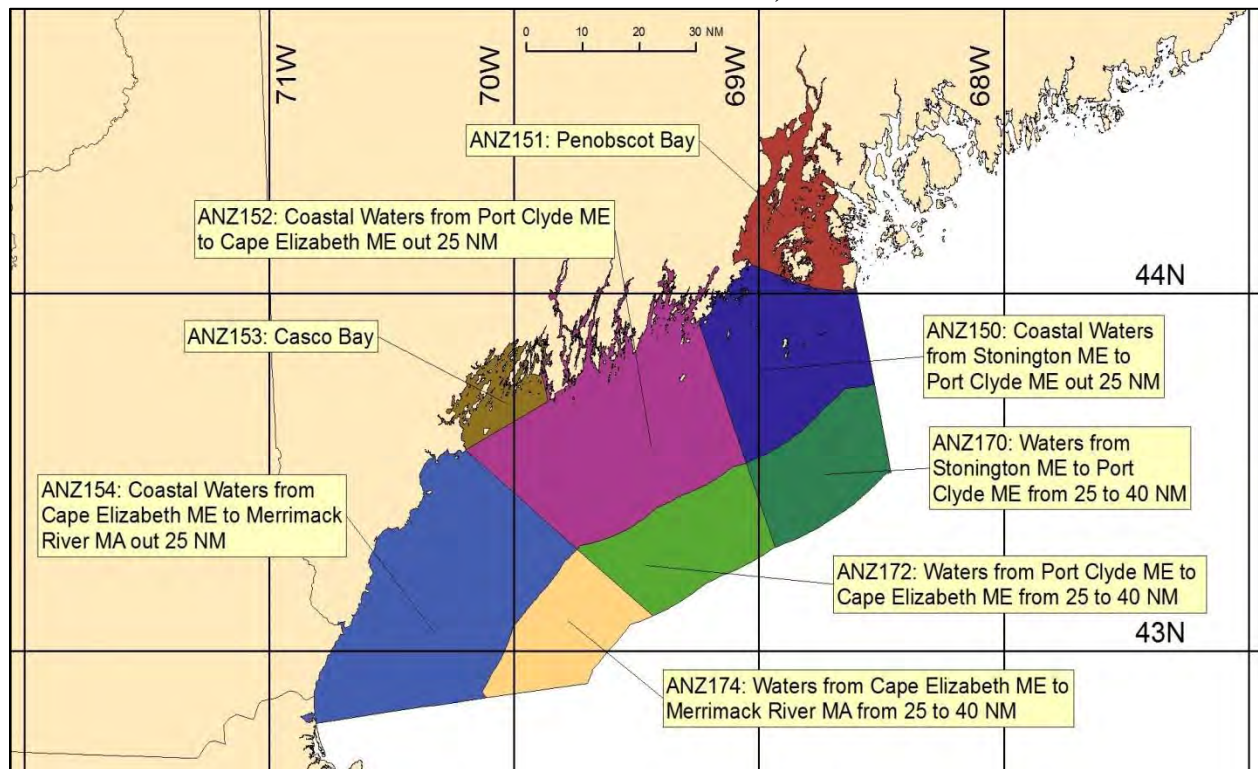 0 10 20 30 NM
71W
70W
69W
68W
ANZ151: Penobscot Bay
ANZ152: Coastal Waters from Port Clyde ME
to Cape Elizabeth ME out 25 NM
44N
ANZ153: Casco Bay
ANZ150: Coastal Waters
from Stonington ME to
Port Clyde ME out 25 NM
ANZ170: Waters from
Stonington ME to Port
Clyde ME from 25 to 40 NM
ANZ154: Coastal Waters from
Cape Elizabeth ME to Merrimack
River MA out 25 NM
ANZ172: Waters from Port Clyde ME to
Cape Elizabeth ME from 25 to 40 NM
43N
ANZ174: Waters from Cape Elizabeth ME to
Merrimack River MA from 25 to 40 NM